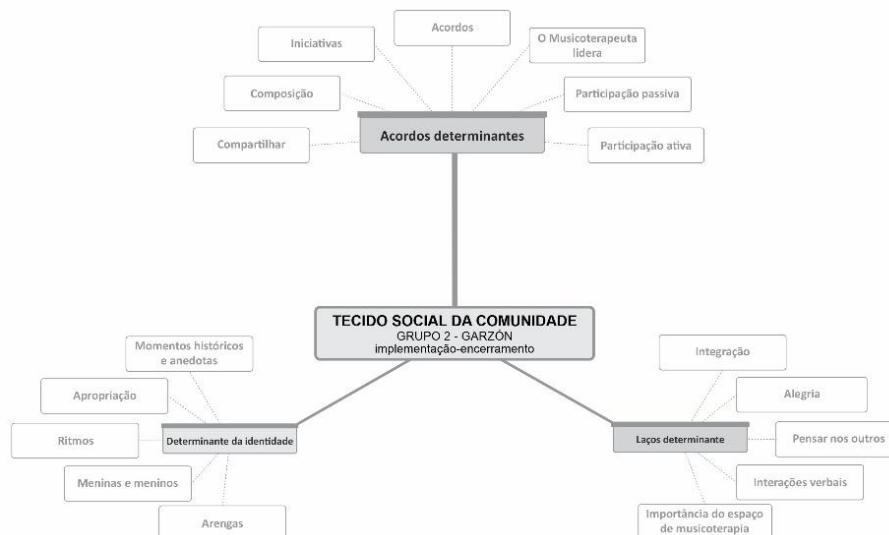 Acordos
Iniciativas
O Musicoterapeuta
lidera
Composição
Participação passiva
Acordos determinantes
Compartilhar
Participação ativa
TECIDO SOCIAL DA COMUNIDADE
GRUPO 2 - GARZÓN
implementação-encerramento
Momentos históricos
e anedotas
Apropriação
Ritmos
Determinante da identidade
Meninas e meninos
Arengas
Integração
Alegria
Laços determinante
Pensar nos outros
Interações verbais
Importância do espaço
de musicoterapia